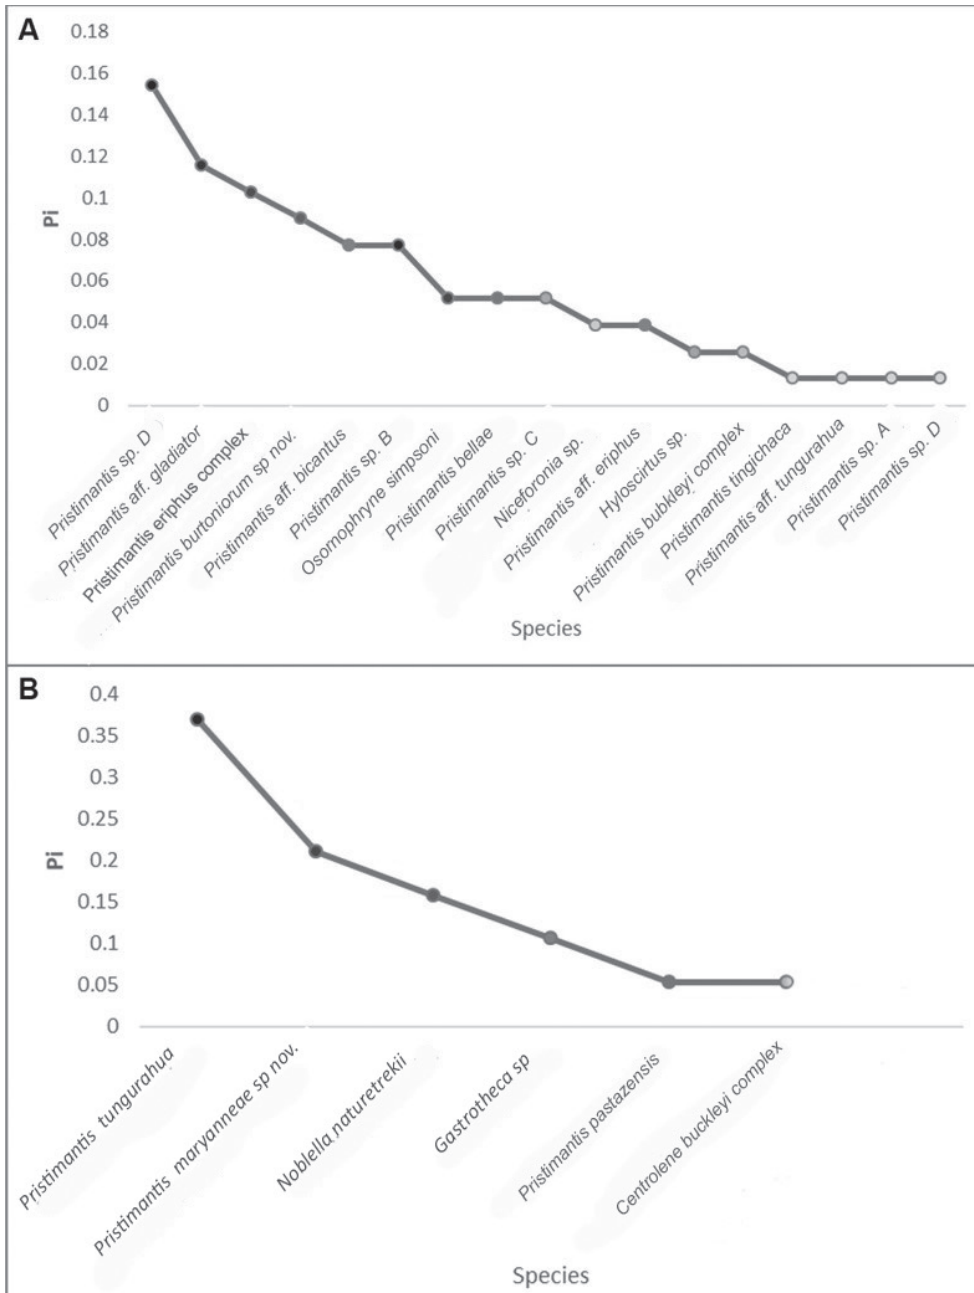 A
0.18
0.16
0.14
0.12
0.1
0.08
0.06
0.04
0.02
0
Pi
Pristimantis sp. D
Pristimantis aff. gladiator
Pristimantis eriphus complex
Pristimantis burtoniorum sp nov.
Pristimantis aff. bicantus
Pristimantis sp. B
Osornophryne simpsoni
Pristimantis bellae
Pristimantis sp. C
Niceforonia sp.
Pristimantis aff. eriphus
Hyloscirtus sp.
Pristimantis bubkleyi complex
Pristimantis tingichaca
Pristimantis aff. tungurahua
Pristimantis sp. A
Pristimantis sp. D
Species
B
0.4
0.35
0.3
0.25
0.2
0.15
0.1
0.05
0
Pi
Pristimantis tungurahua
Pristimantis maryanneae sp nov.
Noblella naturetrekii
Gastrotheca sp
Pristimantis pastazensis
Centrolene buckleyi complex
Species